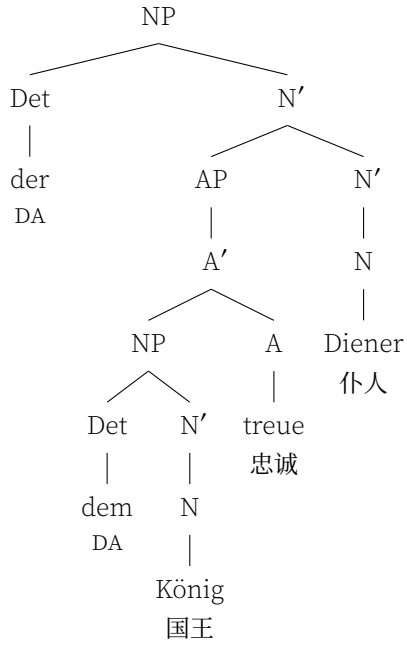 NP
Det N′
der AP N′
DA
A′ N
NP A Diener
仆人
Det N′ treue
忠诚
dem N
DA
König
国王